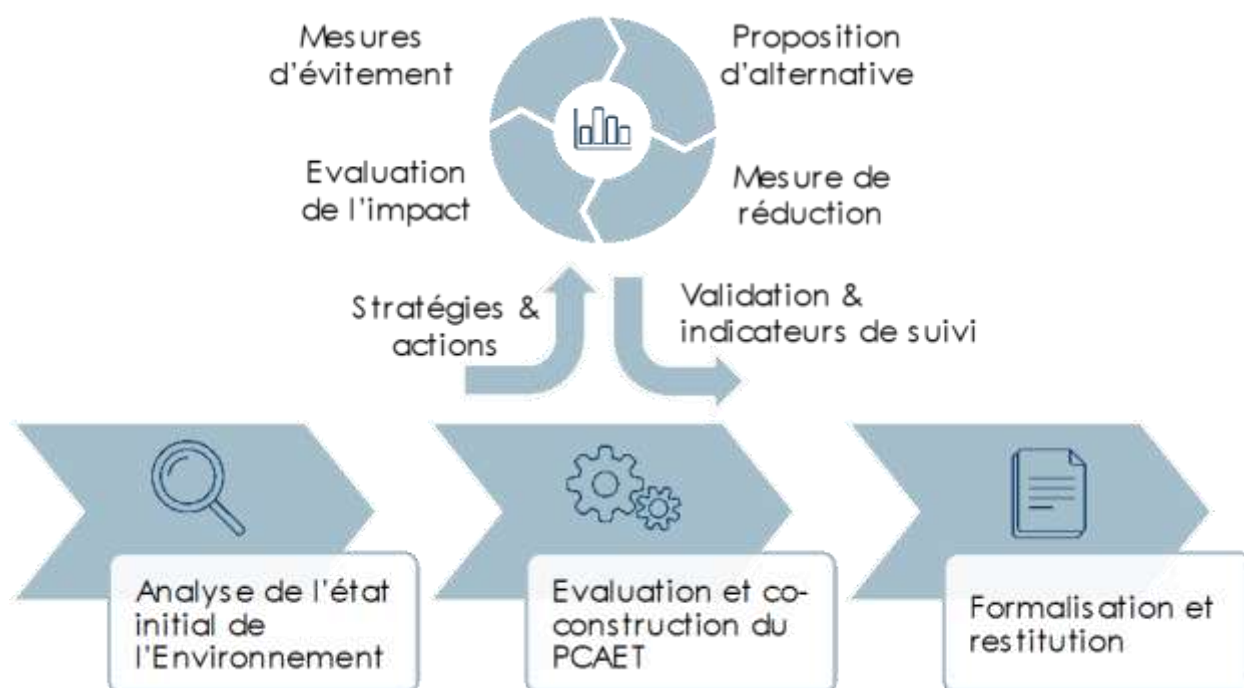 Mesures
d'évitement
Proposition
d'alternative
Evaluation
de l'impact
Mesure de
réduction
Stratégies &
actions
Validation &
indicateurs de suivi
Analyse de l'état
initial de
l'Environnement
Evaluation et co-
construction du
PCAET
Formalisation et
restitution